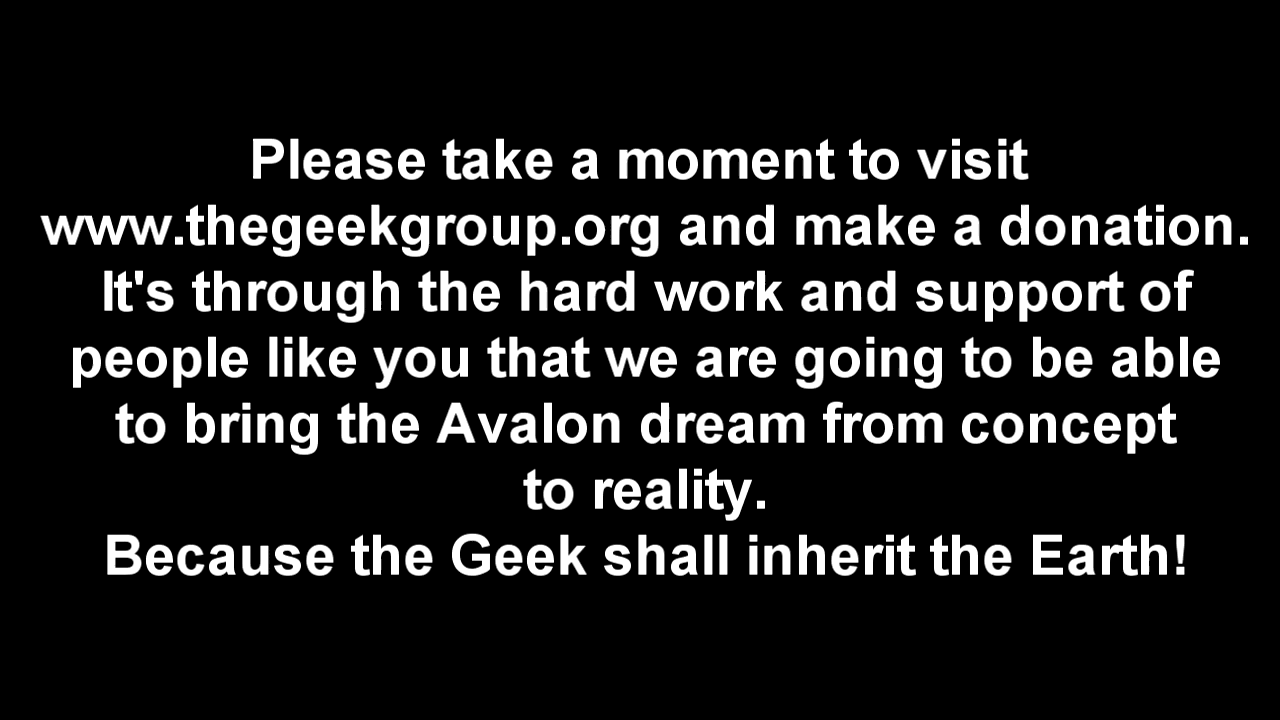 Please take a moment to visit
www.thegeekgroup.org and make a donation.
It's through the hard work and support of
people like you that we are going to be able
to bring the Avalon dream from concept
to reality.
Because the Geek shall inherit the Earth!